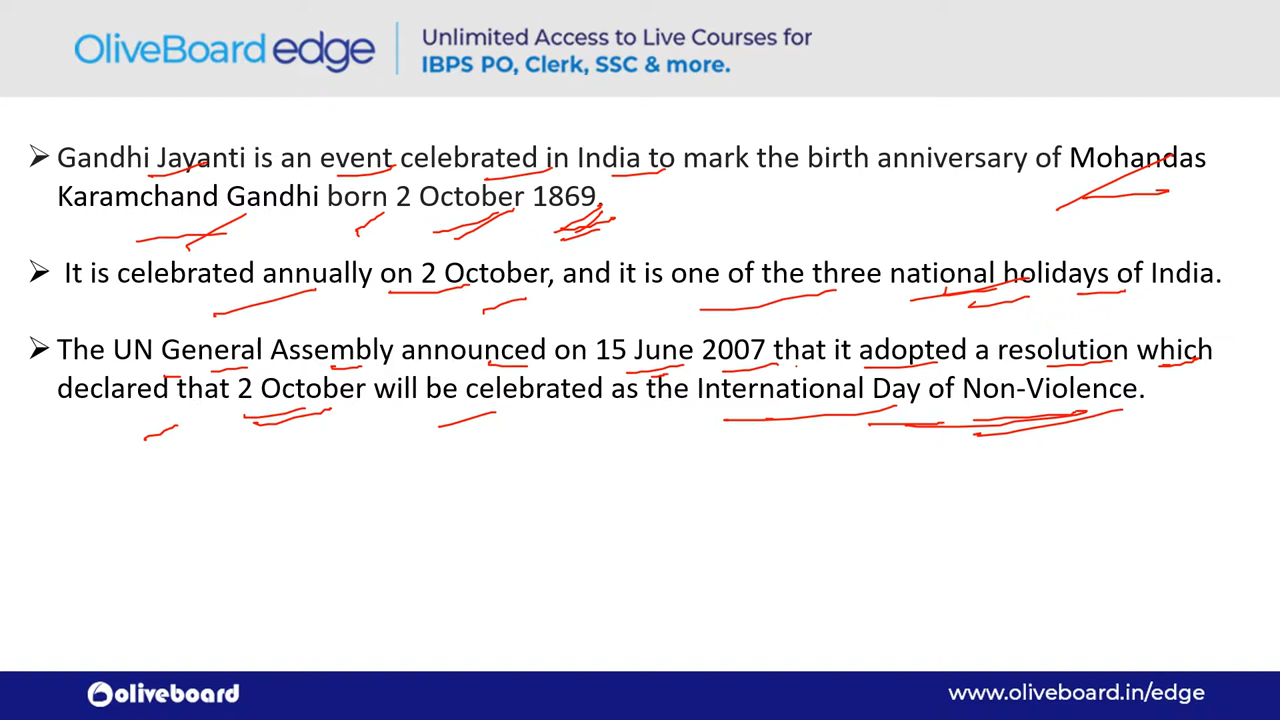 OliveBoard edge
Unlimited Access to Live Courses for
IBPS PO, Clerk, SSC & more.
➢ Gandhi Jayanti is an event celebrated in India to mark the birth anniversary of Mohandas
Karamchand Gandhi born 2 October 1869.
➢ It is celebrated annually on 2 October, and it is one of the three national holidays of India.
➢ The UN General Assembly announced on 15 June 2007 that it adopted a resolution which
declared that 2 October will be celebrated as the International Day of Non-Violence.
oliveboard
www.oliveboard.in/edge